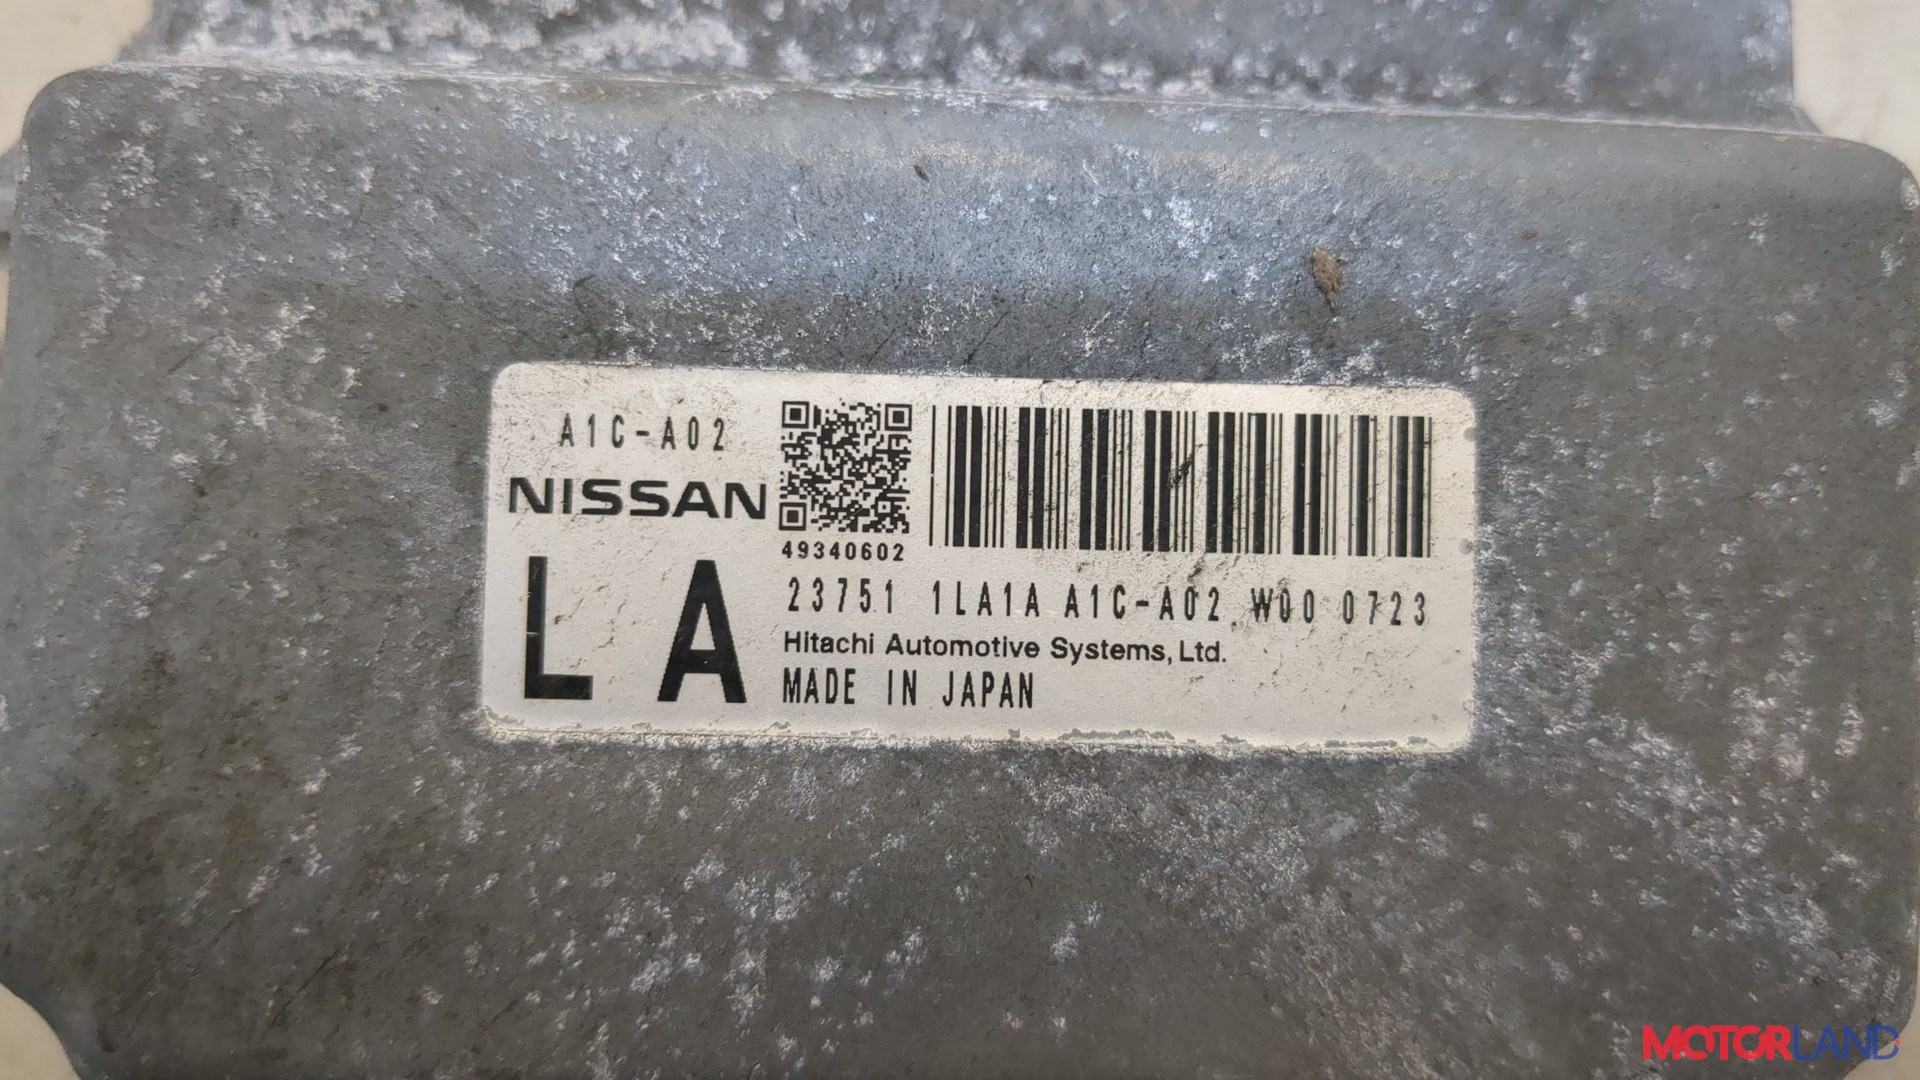 A1C-A02
NISSAN
49340602
LA
23751 1LA1A A1C-A02 W00 0723
Hitachi Automotive Systems, Ltd.
MADE IN JAPAN
MOTORLAND